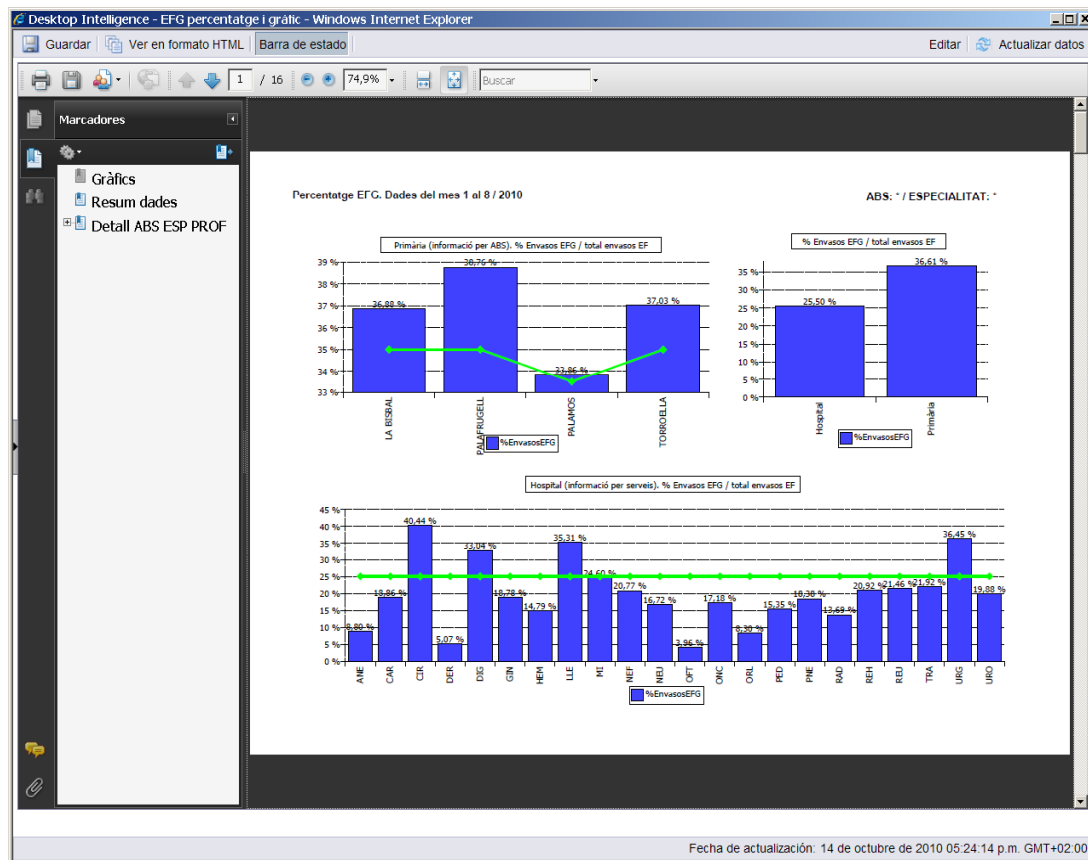 Desktop Intelligence - EFG percentatge i gràfic - Windows Internet Explorer
Guardar Ver en formato HTML Barra de estado Editar Actualizar datos
1 / 16 74,9% Buscar
Marcadores
Gràfics
Resum dades
Detall ABS ESP PROF
Percentatge EFG. Dades del mes 1 al 8 / 2010
ABS: * / ESPECIALITAT: *
Primària (informació per ABS). % Envasos EFG / total envasos EF
39 %
38 %
37 %
36 %
35 %
34 %
33 %
36,88 %
38,76 %
33,86 %
37,03 %
LA BISBAL
PALAFRUGELL
PALAMOS
TORROELLA
%EnvasosEFG
% Envasos EFG / total envasos EF
35 %
30 %
25 %
20 %
15 %
10 %
5 %
0 %
25,50 %
36,61 %
Hospital
Primària
%EnvasosEFG
Hospital (informació per serveis). % Envasos EFG / total envasos EF
45 %
40 %
35 %
30 %
25 %
20 %
15 %
10 %
5 %
0 %
8,80 %
18,86 %
40,44 %
5,07 %
33,04 %
18,78 %
14,79 %
35,31 %
24,60 %
20,77 %
16,72 %
3,96 %
17,18 %
8,30 %
15,35 %
18,38 %
13,69 %
20,92 %
21,46 %
21,92 %
36,45 %
19,88 %
ANE
CAR
CIR
DER
DIG
GIN
HEM
LLE
MI
NEF
NEU
OFT
ONC
ORL
PED
PNE
RAD
REH
REU
TRA
URG
URO
%EnvasosEFG
Fecha de actualización: 14 de octubre de 2010 05:24:14 p.m. GMT+02:00